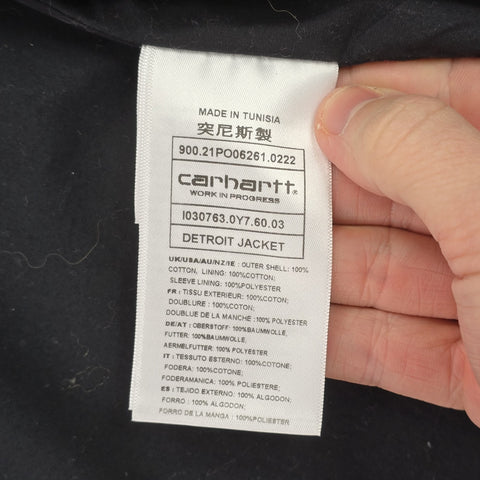 MADE IN TUNISIA
突尼斯製
900.21PO06261.0222
carhartt®
WORK IN PROGRESS
I030763.0Y7.60.03
DETROIT JACKET
UK/USA/AU/NZ/IE : OUTER SHELL: 100%
COTTON, LINING: 100%COTTON;
SLEEVE LINING: 100%POLYESTER
FR : TISSU EXTERIEUR: 100%COTON;
DOUBLURE : 100% COTON;
DOUBLUE DE LA MANCHE :100% POLYESTER
DE/AT : OBERSTOFF: 100%BAUMWOLLE,
FUTTER: 100%BAUMWOLLE,
AERMELFUTTER: 100% POLYESTER
IT : TESSUTO ESTERNO: 100%COTONE;
FODERA: 100% COTONE;
FODERAMANICA : 100% POLIESTERE;
ES : TEJIDO EXTERNO: 100% ALGODON;
FORRO : 100% ALGODON;
FORRO DE LA MANGA : 100%POLIESTER